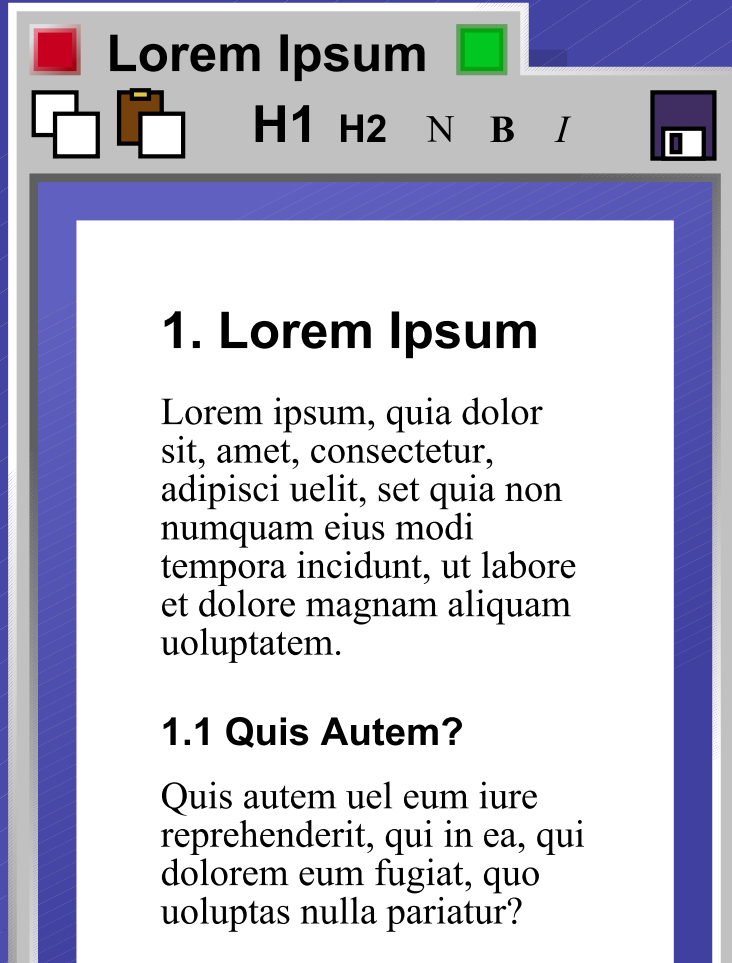 Lorem Ipsum
H1 H2 N B I
1. Lorem Ipsum
Lorem ipsum, quia dolor
sit, amet, consectetur,
adipisci uelit, set quia non
numquam eius modi
tempora incidunt, ut labore
et dolore magnam aliquam
uoluptatem.
1.1 Quis Autem?
Quis autem uel eum iure
reprehenderit, qui in ea, qui
dolorem eum fugiat, quo
uoluptas nulla pariatur?